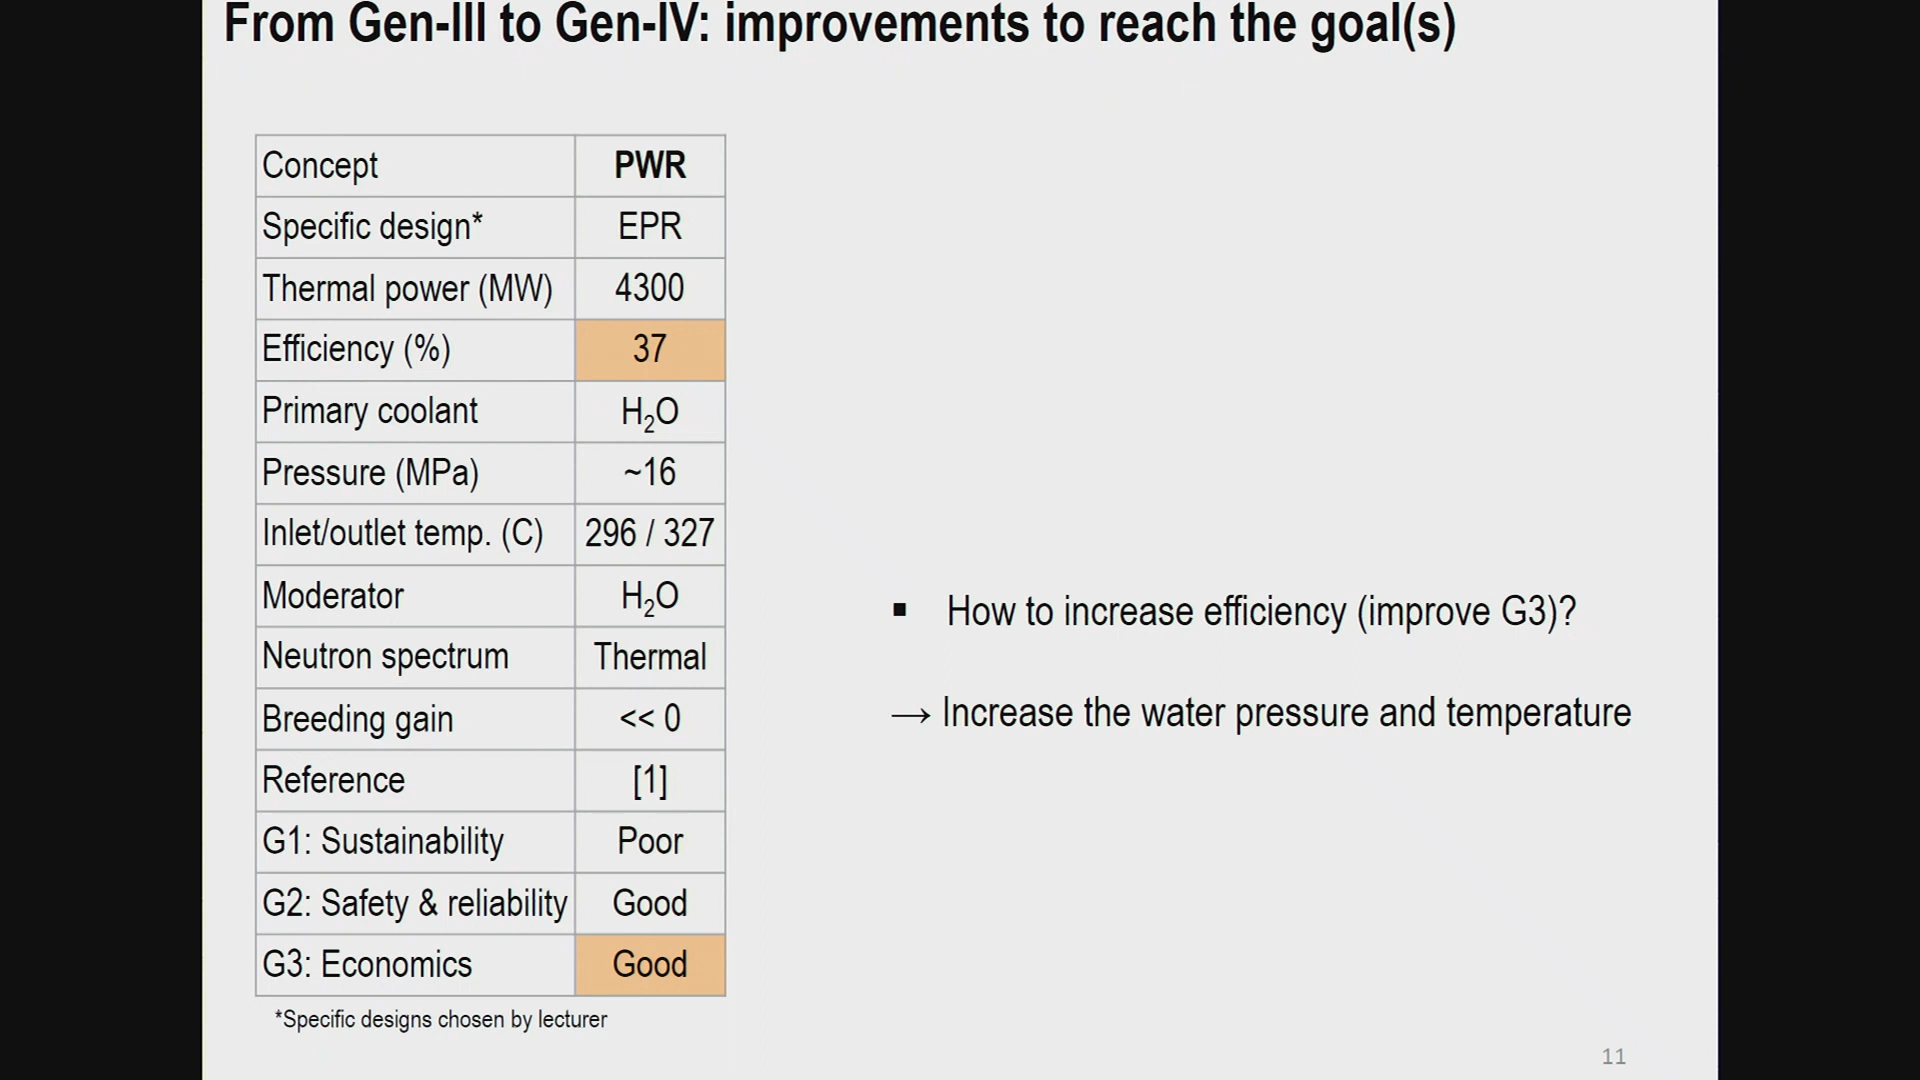 From Gen-III to Gen-IV: improvements to reach the goal(s)
Concept PWR
Specific design* EPR
Thermal power (MW) 4300
Efficiency (%) 37
Primary coolant H₂O
Pressure (MPa) ~16
Inlet/outlet temp. (C) 296 / 327
Moderator H₂O
Neutron spectrum Thermal
Breeding gain << 0
Reference [1]
G1: Sustainability Poor
G2: Safety & reliability Good
G3: Economics Good
*Specific designs chosen by lecturer
▪ How to increase efficiency (improve G3)?
→ Increase the water pressure and temperature
11